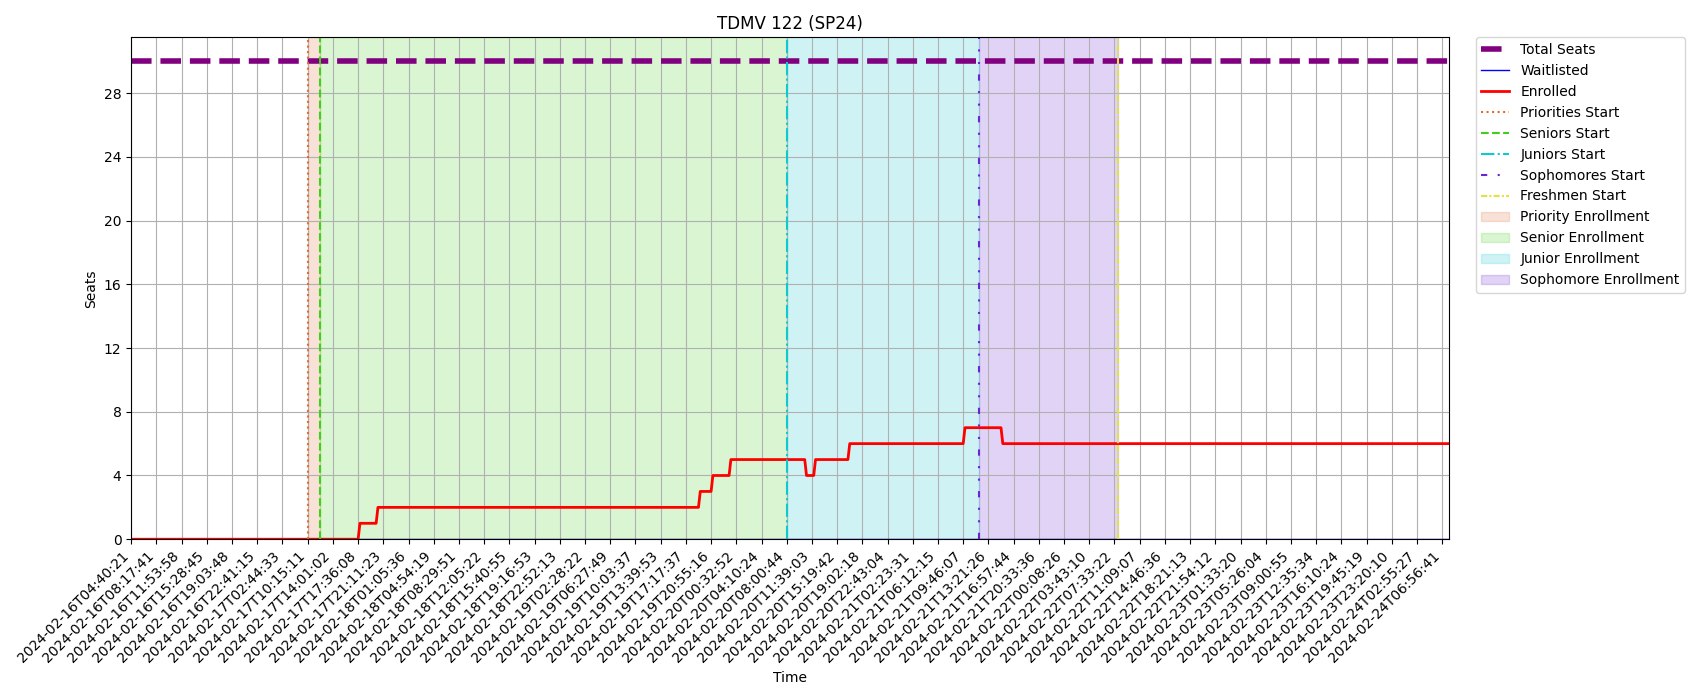 TDMV 122 (SP24)
Total Seats
Waitlisted
Enrolled
Priorities Start
Seniors Start
Juniors Start
Sophomores Start
Freshmen Start
Priority Enrollment
Senior Enrollment
Junior Enrollment
Sophomore Enrollment
Seats
28
24
20
16
12
8
4
0
2024-02-16T04:40:21
2024-02-16T08:17:41
2024-02-16T11:53:58
2024-02-16T15:28:45
2024-02-16T19:03:48
2024-02-16T22:41:15
2024-02-17T02:44:33
2024-02-17T10:15:11
2024-02-17T14:01:02
2024-02-17T17:36:08
2024-02-17T21:11:23
2024-02-18T01:05:36
2024-02-18T04:54:19
2024-02-18T08:29:51
2024-02-18T12:05:22
2024-02-18T15:40:55
2024-02-18T19:16:53
2024-02-18T22:52:13
2024-02-19T02:28:22
2024-02-19T06:27:49
2024-02-19T10:03:37
2024-02-19T13:39:53
2024-02-19T17:17:37
2024-02-19T20:55:16
2024-02-20T00:32:52
2024-02-20T04:10:24
2024-02-20T08:00:44
2024-02-20T11:39:03
2024-02-20T15:19:42
2024-02-20T19:02:18
2024-02-20T22:43:04
2024-02-21T02:23:31
2024-02-21T06:12:15
2024-02-21T09:46:07
2024-02-21T13:21:26
2024-02-21T16:57:44
2024-02-21T20:33:36
2024-02-22T00:08:26
2024-02-22T03:43:10
2024-02-22T07:33:22
2024-02-22T11:09:07
2024-02-22T14:46:36
2024-02-22T18:21:13
2024-02-22T21:54:12
2024-02-23T01:33:20
2024-02-23T05:26:04
2024-02-23T09:00:55
2024-02-23T12:35:34
2024-02-23T16:10:24
2024-02-23T19:45:19
2024-02-23T23:20:10
2024-02-24T02:55:27
2024-02-24T06:56:41
Time